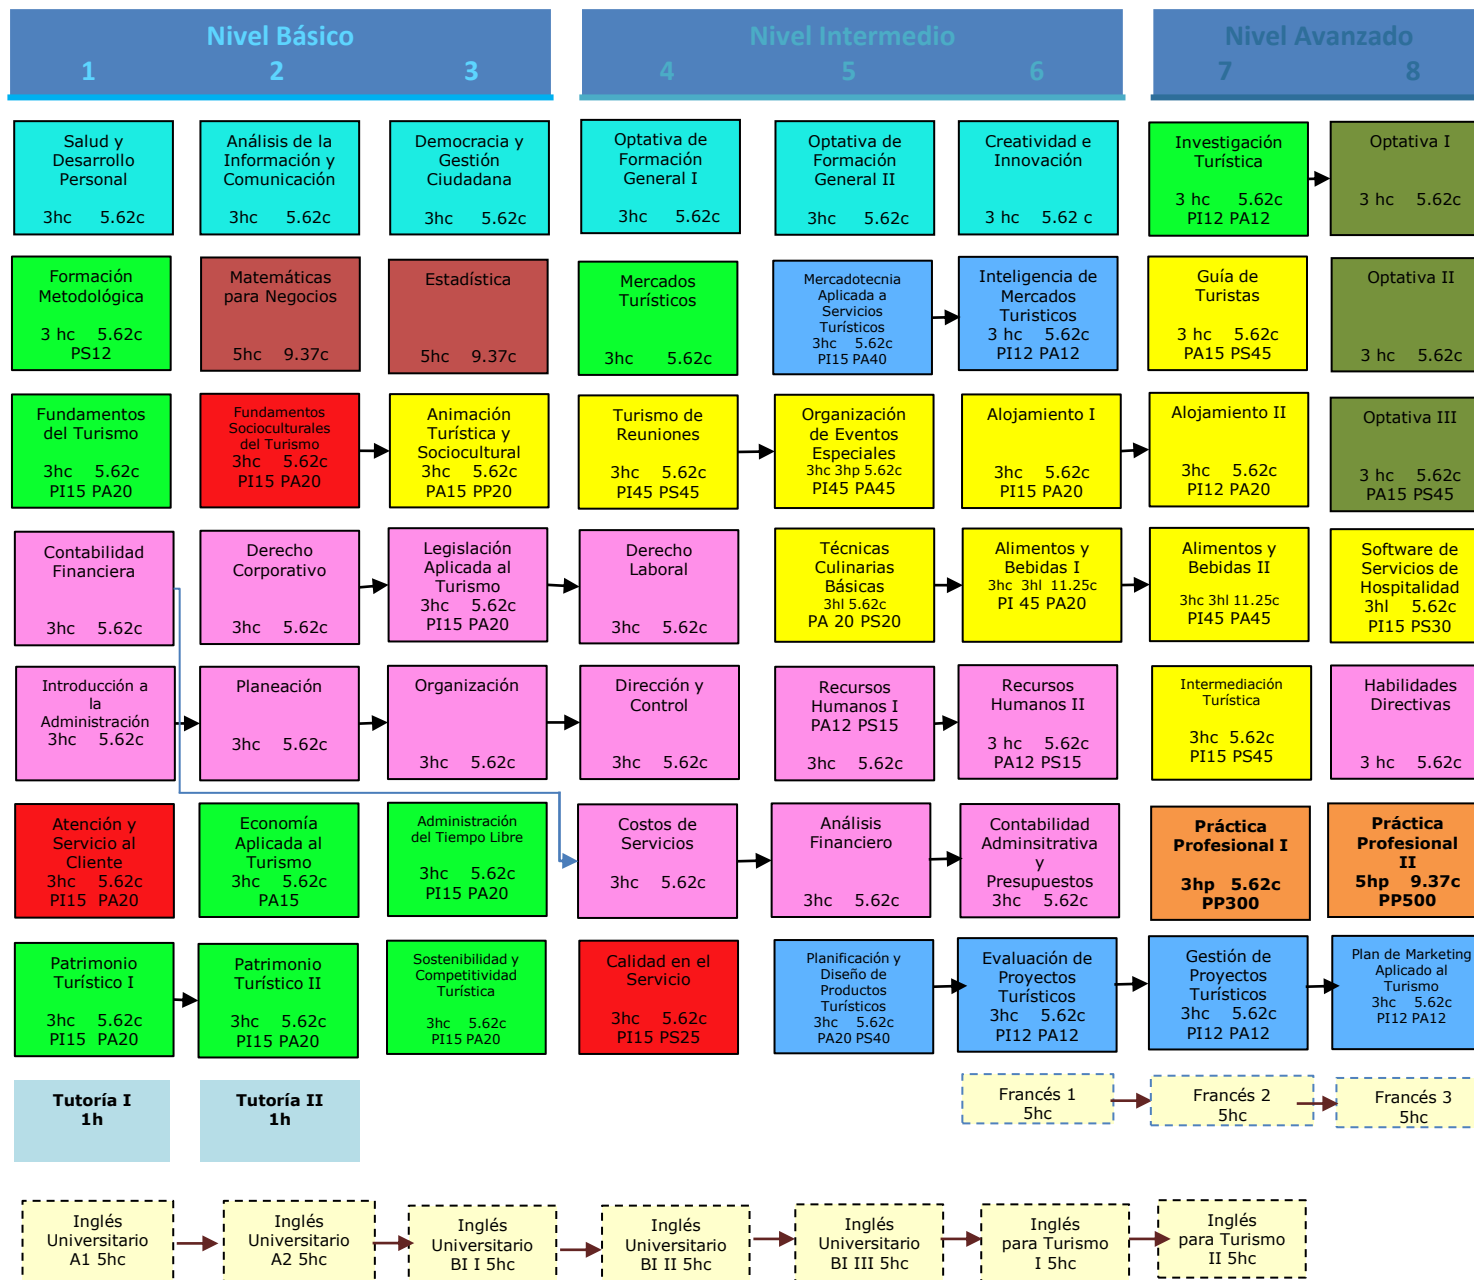 Nivel Básico
1 2 3
Nivel Intermedio
4 5 6
Nivel Avanzado
7 8
Salud y
Desarrollo
Personal
3hc 5.62c
Análisis de la
Información y
Comunicación
3hc 5.62c
Democracia y
Gestión
Ciudadana
3hc 5.62c
Optativa de
Formación
General I
3hc 5.62c
Optativa de
Formación
General II
3hc 5.62c
Creatividad e
Innovación
3 hc 5.62 c
Investigación
Turística
3 hc 5.62c
PI12 PA12
Optativa I
3 hc 5.62c
Formación
Metodológica
3 hc 5.62c
PS12
Matemáticas
para Negocios
5hc 9.37c
Estadística
5hc 9.37c
Mercados
Turísticos
3hc 5.62c
Mercadotecnia
Aplicada a
Servicios
Turísticos
3hc 5.62c
PI15 PA40
Inteligencia de
Mercados
Turisticos
3 hc 5.62c
PI12 PA12
Guía de
Turistas
3 hc 5.62c
PA15 PS45
Optativa II
3 hc 5.62c
Fundamentos
del Turismo
3hc 5.62c
PI15 PA20
Fundamentos
Socioculturales
del Turismo
3hc 5.62c
PI15 PA20
Animación
Turística y
Sociocultural
3hc 5.62c
PA15 PP20
Turismo de
Reuniones
3hc 5.62c
PI45 PS45
Organización
de Eventos
Especiales
3hc 3hp 5.62c
PI45 PA45
Alojamiento I
3hc 5.62c
PI15 PA20
Alojamiento II
3hc 5.62c
PI12 PA20
Optativa III
3 hc 5.62c
PA15 PS45
Contabilidad
Financiera
3hc 5.62c
Derecho
Corporativo
3hc 5.62c
Legislación
Aplicada al
Turismo
3hc 5.62c
PI15 PA20
Derecho
Laboral
3hc 5.62c
Técnicas
Culinarias
Básicas
3hl 5.62c
PA 20 PS20
Alimentos y
Bebidas I
3hc 3hl 11.25c
PI 45 PA20
Alimentos y
Bebidas II
3hc 3hl 11.25c
PI45 PA45
Software de
Servicios de
Hospitalidad
3hl 5.62c
PI15 PS30
Introducción a
la
Administración
3hc 5.62c
Planeación
3hc 5.62c
Organización
3hc 5.62c
Dirección y
Control
3hc 5.62c
Recursos
Humanos I
PA12 PS15
3hc 5.62c
Recursos
Humanos II
3 hc 5.62c
PA12 PS15
Intermediación
Turística
3hc 5.62c
PI15 PS45
Habilidades
Directivas
3 hc 5.62c
Atención y
Servicio al
Cliente
3hc 5.62c
PI15 PA20
Economía
Aplicada al
Turismo
3hc 5.62c
PA15
Administración
del Tiempo Libre
3hc 5.62c
PI15 PA20
Costos de
Servicios
3hc 5.62c
Análisis
Financiero
3hc 5.62c
Contabilidad
Adminsitrativa
y
Presupuestos
3hc 5.62c
Práctica
Profesional I
3hp 5.62c
PP300
Práctica
Profesional
II
5hp 9.37c
PP500
Patrimonio
Turístico I
3hc 5.62c
PI15 PA20
Patrimonio
Turístico II
3hc 5.62c
PI15 PA20
Sostenibilidad y
Competitividad
Turística
3hc 5.62c
PI15 PA20
Calidad en el
Servicio
3hc 5.62c
PI15 PS25
Planificación y
Diseño de
Productos
Turísticos
3hc 5.62c
PA20 PS40
Evaluación de
Proyectos
Turísticos
3hc 5.62c
PI12 PA12
Gestión de
Proyectos
Turísticos
3hc 5.62c
PI12 PA12
Plan de Marketing
Aplicado al
Turismo
3hc 5.62c
PI12 PA12
Tutoría I
1h
Tutoría II
1h
Francés 1
5hc
Francés 2
5hc
Francés 3
5hc
Inglés
Universitario
A1 5hc
Inglés
Universitario
A2 5hc
Inglés
Universitario
BI I 5hc
Inglés
Universitario
BI II 5hc
Inglés
Universitario
BI III 5hc
Inglés
para Turismo
I 5hc
Inglés
para Turismo
II 5hc